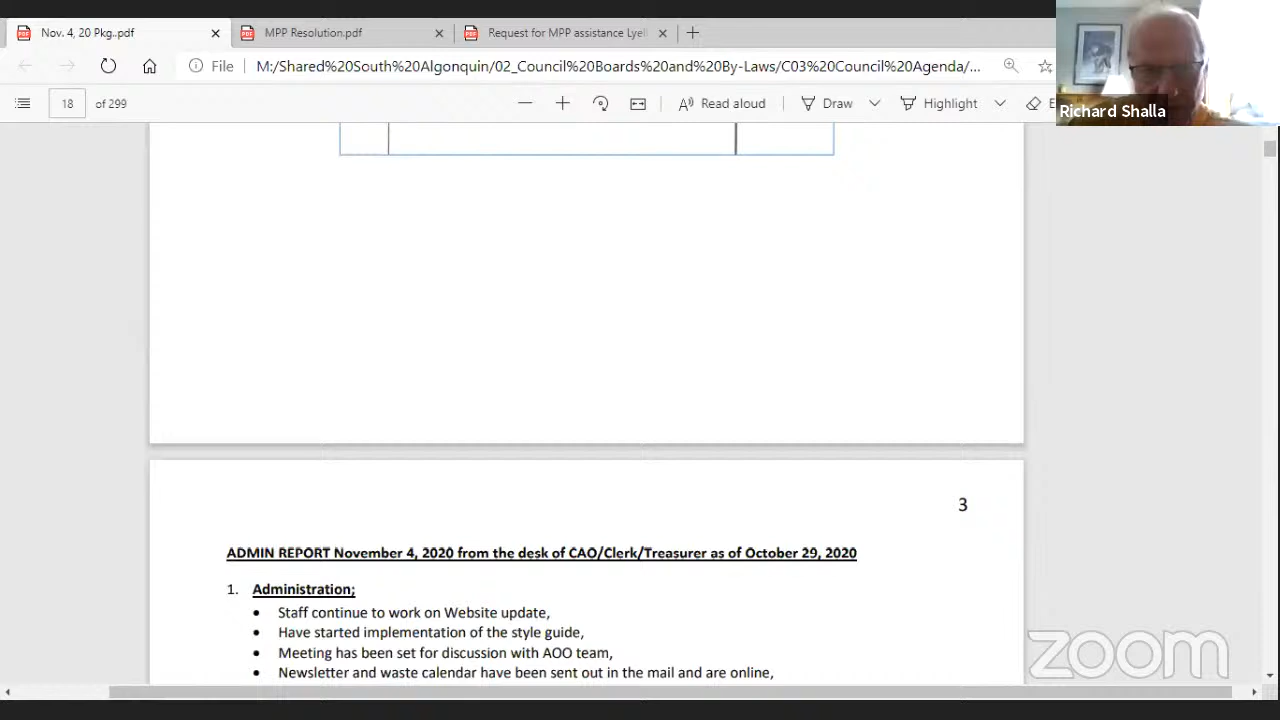 Nov. 4, 20 Pkg..pdf
MPP Resolution.pdf
Request for MPP assistance Lyell
File
M:/Shared%20South%20Algonquin/02_Council%20Boards%20and%20By-Laws/C03%20Council%20Agenda/...
18 of 299
Read aloud
Draw
Highlight
Richard Shalla
3
ADMIN REPORT November 4, 2020 from the desk of CAO/Clerk/Treasurer as of October 29, 2020
1. Administration;
• Staff continue to work on Website update,
• Have started implementation of the style guide,
• Meeting has been set for discussion with AOO team,
• Newsletter and waste calendar have been sent out in the mail and are online,
zoom